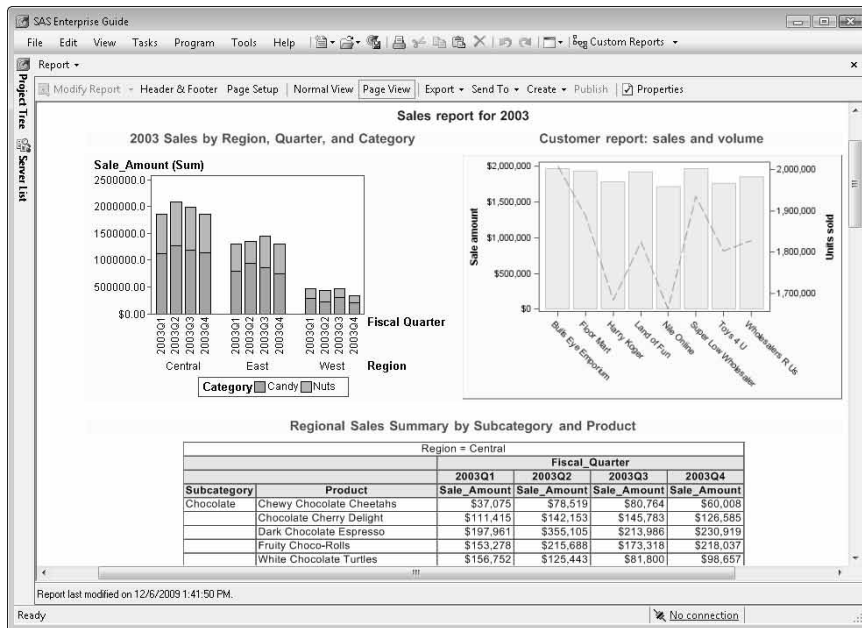 SAS Enterprise Guide
File Edit View Tasks Program Tools Help Custom Reports
Report
Modify Report Header & Footer Page Setup Normal View Page View Export Send To Create Publish Properties
Project Tree
Server List
Sales report for 2003
2003 Sales by Region, Quarter, and Category
Sale_Amount (Sum)
2500000.0
2000000.0
1500000.0
1000000.0
500000.00
$0.00
2003Q1 2003Q2 2003Q3 2003Q4 2003Q1 2003Q2 2003Q3 2003Q4 2003Q1 2003Q2 2003Q3 2003Q4
Fiscal Quarter
Central East West Region
Category Candy Nuts
Customer report: sales and volume
Sale amount
$2,000,000
$1,500,000
$1,000,000
$500,000
$0
2,000,000
1,900,000
1,800,000
1,700,000
Units sold
Bulls Eye Emporium
Floor Mart
Harry Koger
Land of Fun
Nile Online
Super Low Wholesaler
Toys 4 U
Wholesalers R Us
Regional Sales Summary by Subcategory and Product
Region = Central
Fiscal_Quarter
2003Q1 2003Q2 2003Q3 2003Q4
Subcategory Product Sale_Amount Sale_Amount Sale_Amount Sale_Amount
Chocolate Chewy Chocolate Cheetahs $37,075 $78,519 $80,764 $60,008
Chocolate Cherry Delight $111,415 $142,153 $145,783 $126,585
Dark Chocolate Espresso $197,961 $355,105 $213,986 $230,919
Fruity Choco-Rolls $153,278 $215,688 $173,318 $218,037
White Chocolate Turtles $156,752 $125,443 $81,800 $98,657
Report last modified on 12/6/2009 1:41:50 PM.
Ready No connection